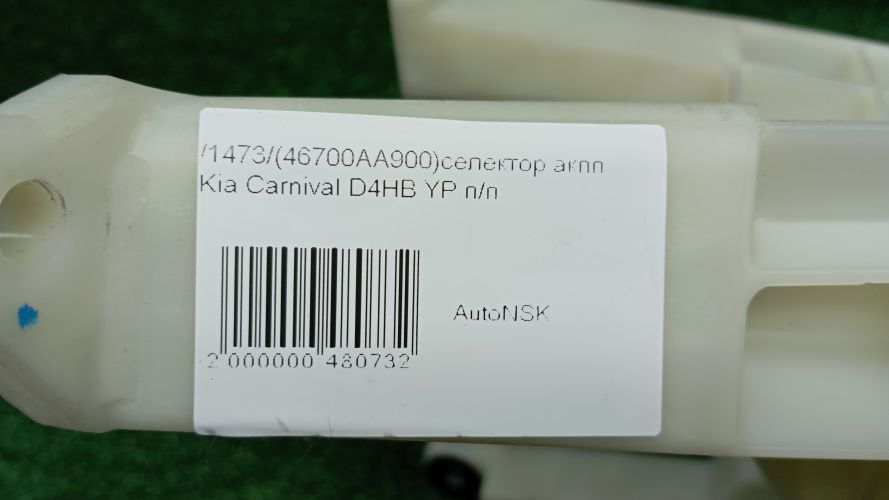 /1473/(46700AA900)селектор акпп
Kia Carnival D4HB YP п/п
AutoNSK
2 000000 480732